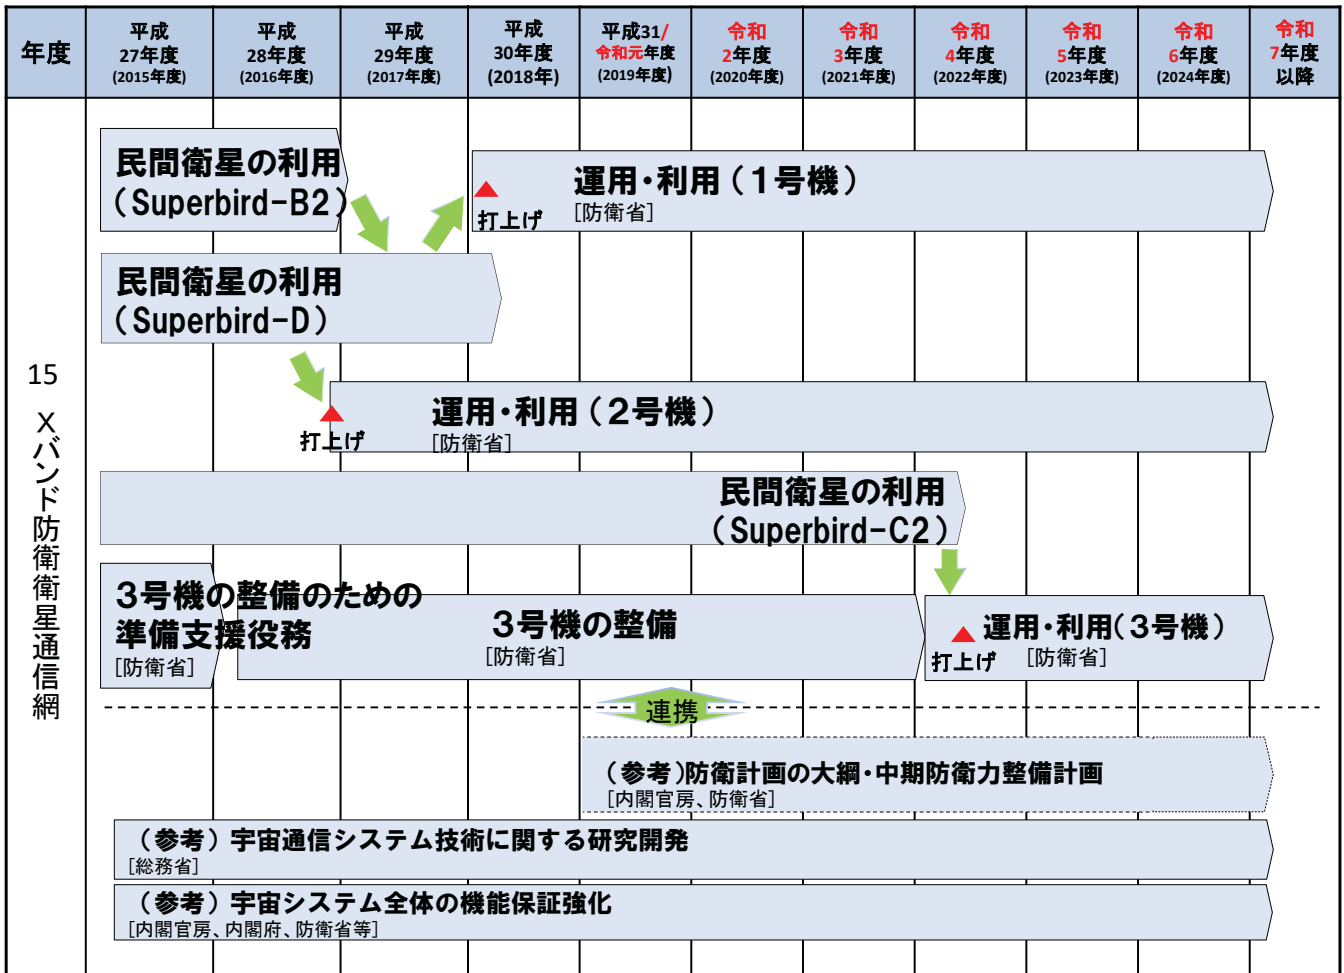 年度
平成
27年度
(2015年度)
平成
28年度
(2016年度)
平成
29年度
(2017年度)
平成
30年度
(2018年)
平成31/
令和元年度
(2019年度)
令和
2年度
(2020年度)
令和
3年度
(2021年度)
令和
4年度
(2022年度)
令和
5年度
(2023年度)
令和
6年度
(2024年度)
令和
7年度
以降
15 Xバンド防衛衛星通信網
民間衛星の利用
(Superbird-B2)
打上げ
運用・利用(1号機)
[防衛省]
民間衛星の利用
(Superbird-D)
打上げ
運用・利用(2号機)
[防衛省]
民間衛星の利用
(Superbird-C2)
3号機の整備のための
準備支援役務
[防衛省]
3号機の整備
[防衛省]
打上げ
運用・利用(3号機)
[防衛省]
連携
(参考)防衛計画の大綱・中期防衛力整備計画
[内閣官房、防衛省]
(参考)宇宙通信システム技術に関する研究開発
[総務省]
(参考)宇宙システム全体の機能保証強化
[内閣官房、内閣府、防衛省等]